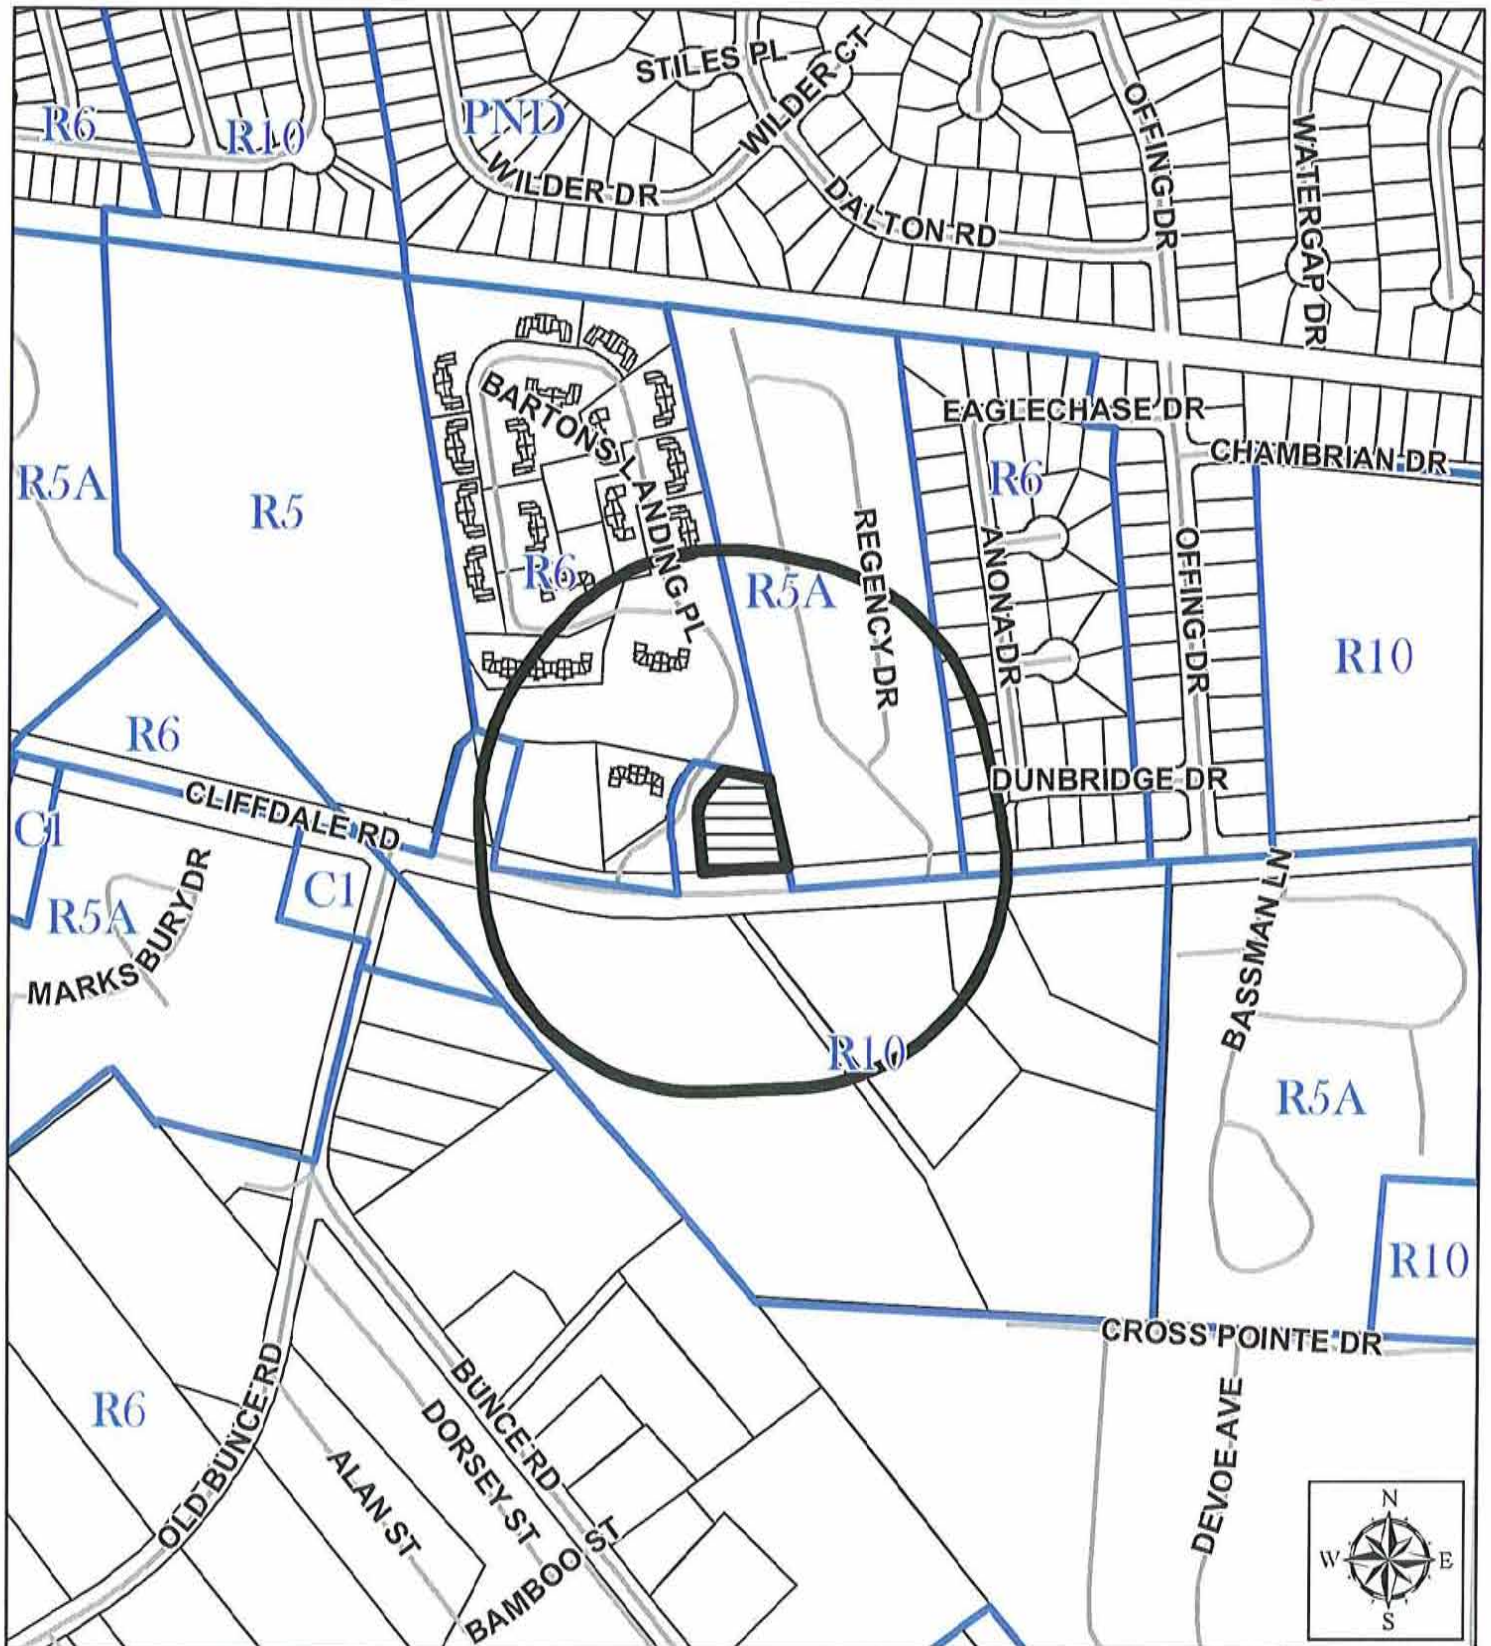 STILES PL
WILDER CT
OFFING DR
WATERGAP DR
R6
R10
PND
WILDER DR
DALTON RD
EAGLECHASE DR
CHAMBRIAN DR
BARTONS LANDING PL
R5A
R5
R6
R5A
REGENCY DR
R6
ANONA DR
OFFING DR
R10
R6
DUNBRIDGE DR
CLIFFDALE RD
C1
C1
R5A
MARKSBURY DR
BASSMAN LN
R10
R5A
R10
CROSS POINTE DR
R6
OLD BUNCE RD
BUNCE RD
DORSEY ST
ALAN ST
BAMBOO ST
DEVOE AVE
N
W
E
S